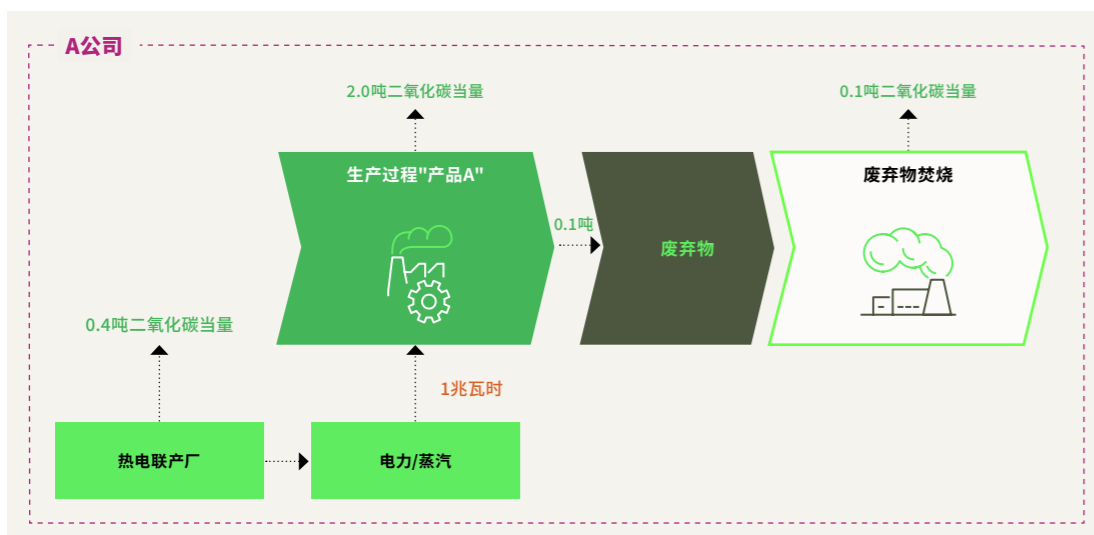 A公司
2.0吨二氧化碳当量
0.1吨二氧化碳当量
生产过程"产品A"
废弃物焚烧
0.1吨
废弃物
0.4吨二氧化碳当量
1兆瓦时
热电联产厂
电力/蒸汽